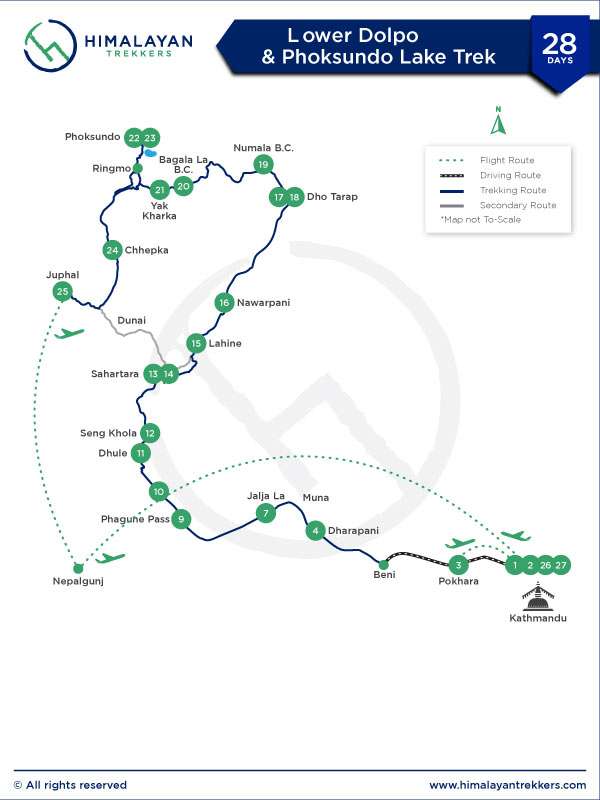 HIMALAYAN
TREKKERS
Lower Dolpo
& Phoksundo Lake Trek
28
DAYS
N
Flight Route
Driving Route
Trekking Route
Secondary Route
*Map not To-Scale
Phoksundo 22 23
Ringmo
Bagala La
B.C.
20
Numala B.C.
19
21
Yak
Kharka
17 18 Dho Tarap
24 Chhepka
Juphal
25
16 Nawarpani
Dunai
15 Lahine
Sahartara 13 14
Seng Khola 12
Dhule 11
10
Phagune Pass 9
Jalja La
7
Muna
4 Dharapani
Nepalgunj
Beni
3
Pokhara
1 2 26 27
Kathmandu
© All rights reserved
www.himalayantrekkers.com